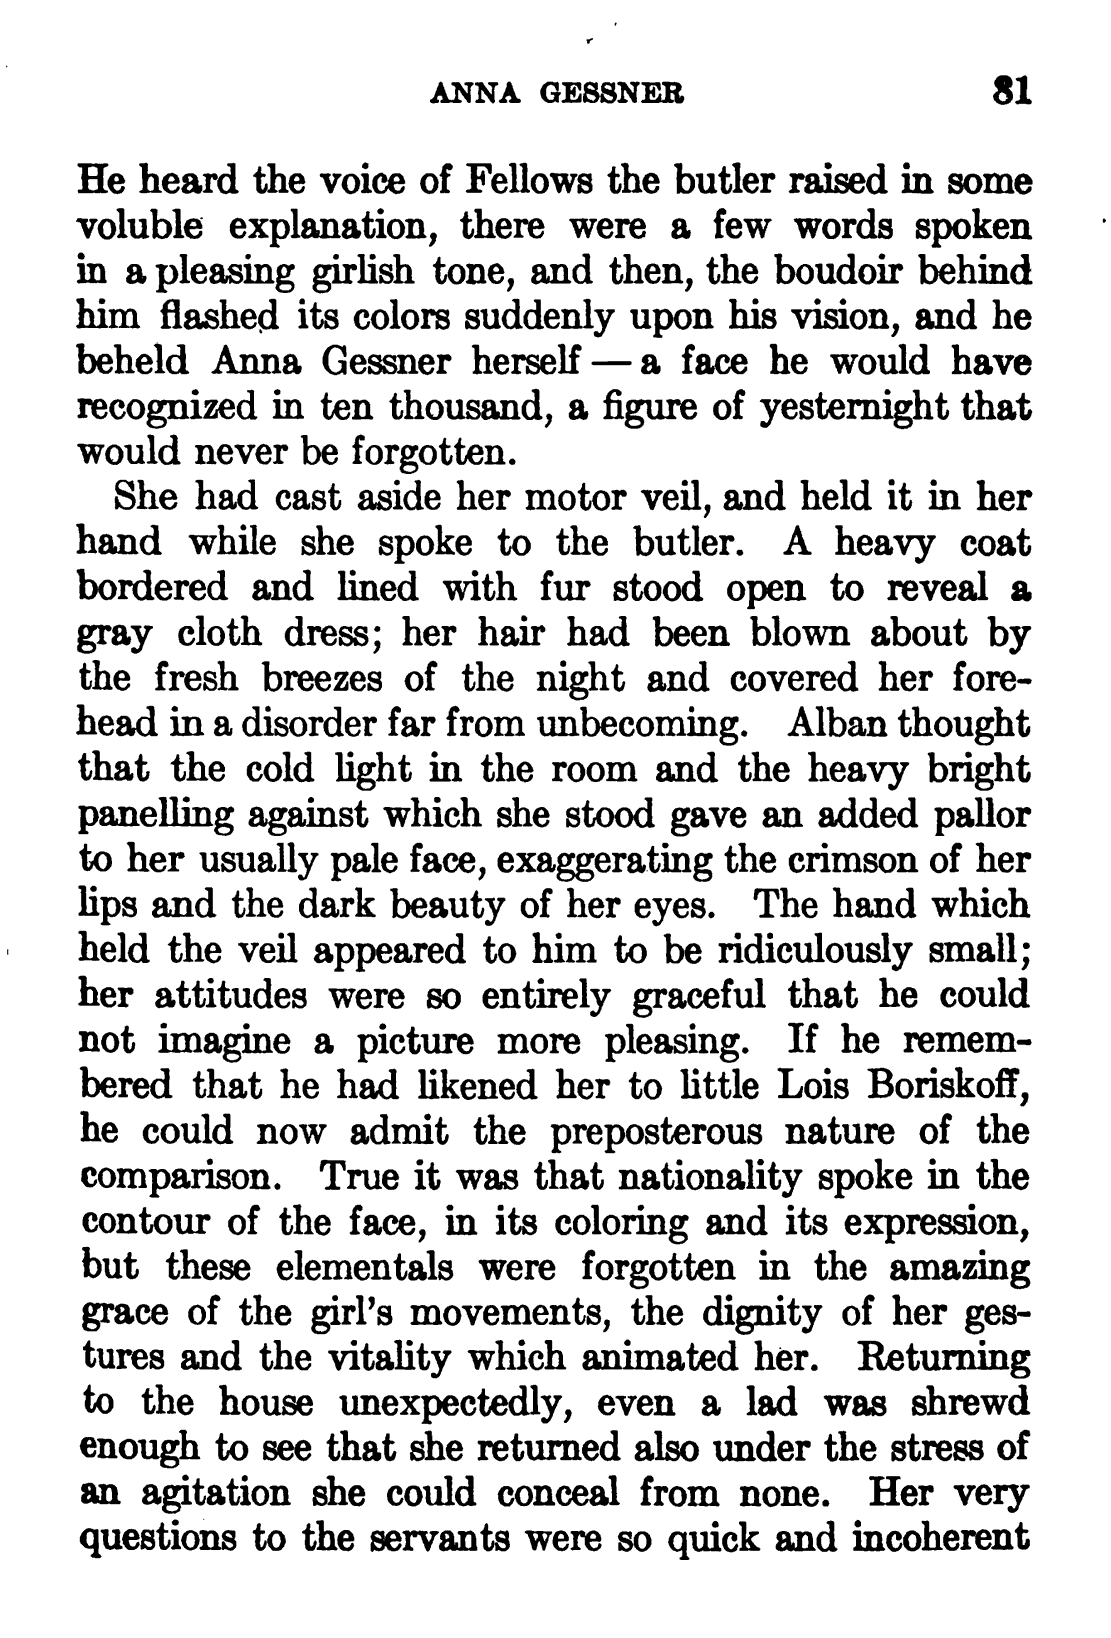 ANNA GESSNER 81
He heard the voice of Fellows the butler raised in some
voluble explanation, there were a few words spoken
in a pleasing girlish tone, and then, the boudoir behind
him flashed its colors suddenly upon his vision, and he
beheld Anna Gessner herself — a face he would have
recognized in ten thousand, a figure of yesternight that
would never be forgotten.
She had cast aside her motor veil, and held it in her
hand while she spoke to the butler. A heavy coat
bordered and lined with fur stood open to reveal a
gray cloth dress; her hair had been blown about by
the fresh breezes of the night and covered her fore-
head in a disorder far from unbecoming. Alban thought
that the cold light in the room and the heavy bright
panelling against which she stood gave an added pallor
to her usually pale face, exaggerating the crimson of her
lips and the dark beauty of her eyes. The hand which
held the veil appeared to him to be ridiculously small;
her attitudes were so entirely graceful that he could
not imagine a picture more pleasing. If he remem-
bered that he had likened her to little Lois Boriskoff,
he could now admit the preposterous nature of the
comparison. True it was that nationality spoke in the
contour of the face, in its coloring and its expression,
but these elementals were forgotten in the amazing
grace of the girl's movements, the dignity of her ges-
tures and the vitality which animated her. Returning
to the house unexpectedly, even a lad was shrewd
enough to see that she returned also under the stress of
an agitation she could conceal from none. Her very
questions to the servants were so quick and incoherent